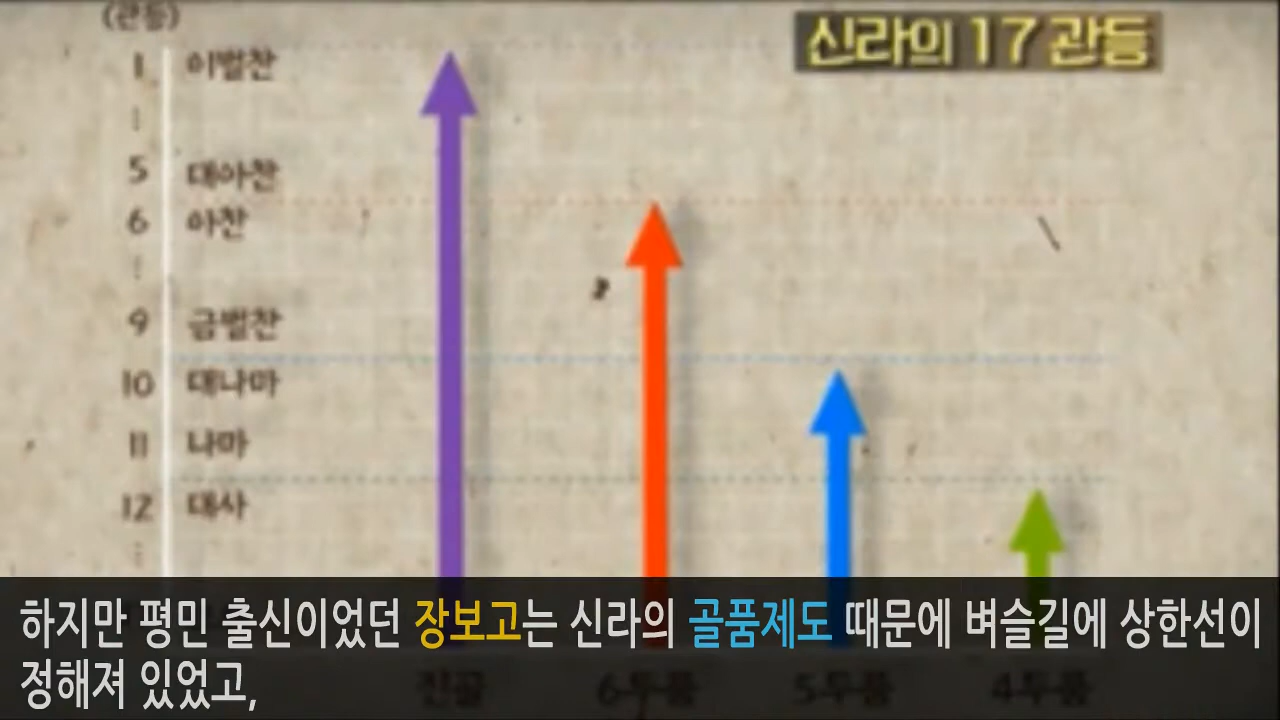 (관등)
신라의 17 관등
1 이벌찬
⋮
5 대아찬
6 아찬
⋮
9 급벌찬
10 대나마
11 나마
12 대사
⋮
하지만 평민 출신이었던 장보고는 신라의 골품제도 때문에 벼슬길에 상한선이
정해져 있었고,
진골 6두품 5두품 4두품